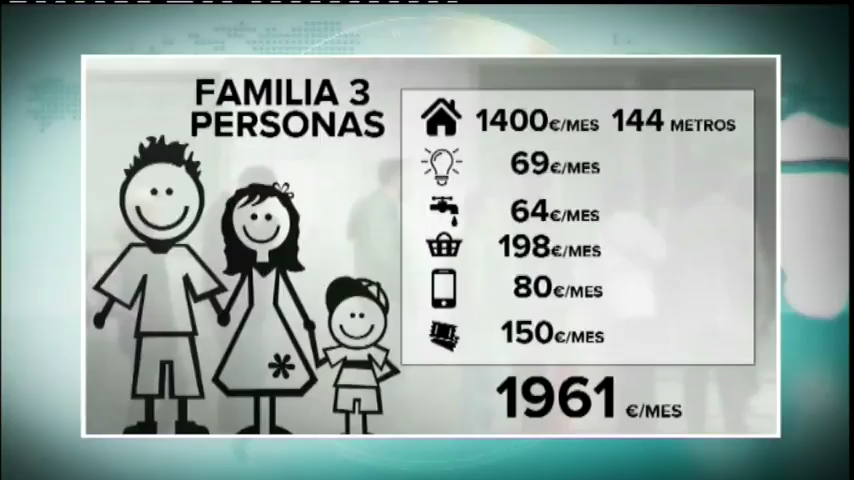 FAMILIA 3
PERSONAS
1400€/MES 144 METROS
69€/MES
64€/MES
198€/MES
80€/MES
150€/MES
1961 €/MES